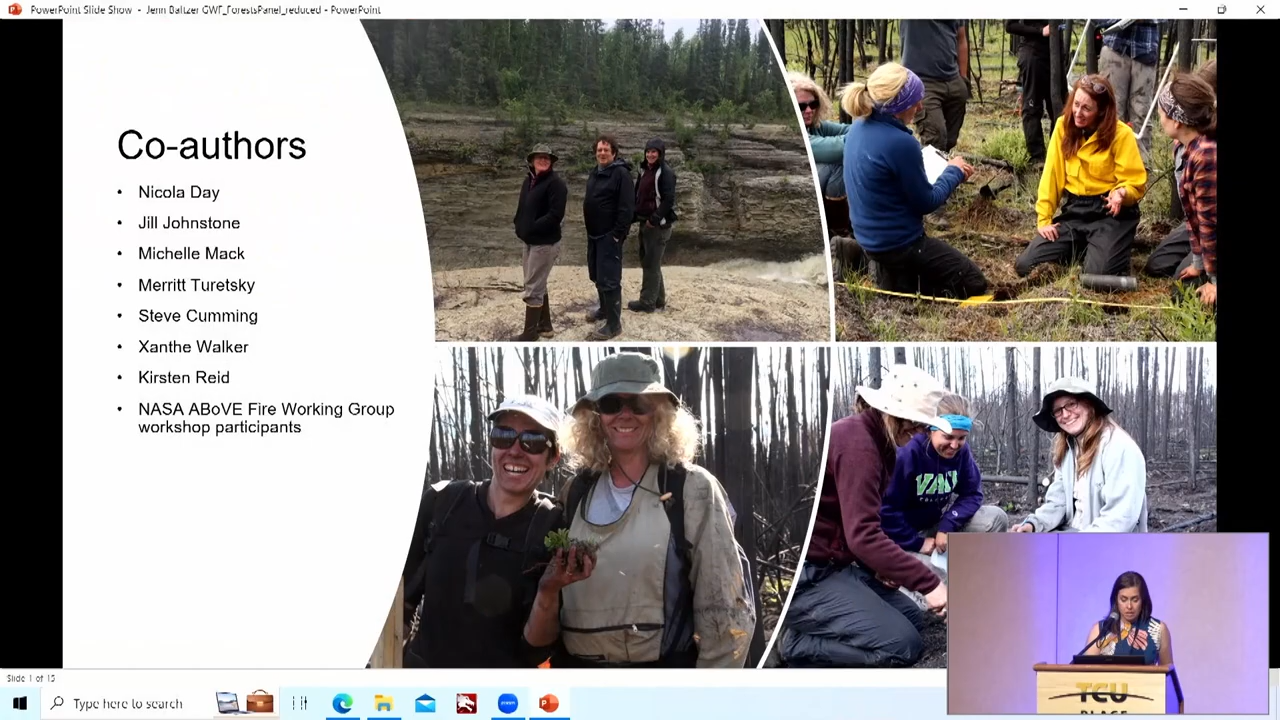 PowerPoint Slide Show - Jenn Baltzer GWF_ForestsPanel_reduced - PowerPoint
Co-authors
• Nicola Day
• Jill Johnstone
• Michelle Mack
• Merritt Turetsky
• Steve Cumming
• Xanthe Walker
• Kirsten Reid
• NASA ABoVE Fire Working Group
workshop participants
TCU
PLACE
Slide 1 of 15
Type here to search
zoom